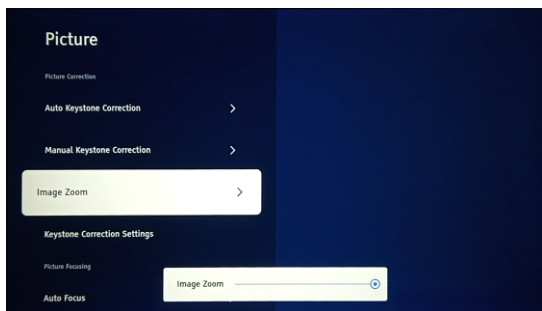 Picture
Picture Correction
Auto Keystone Correction
Manual Keystone Correction
Image Zoom
Keystone Correction Settings
Picture Focusing
Image Zoom
Auto Focus